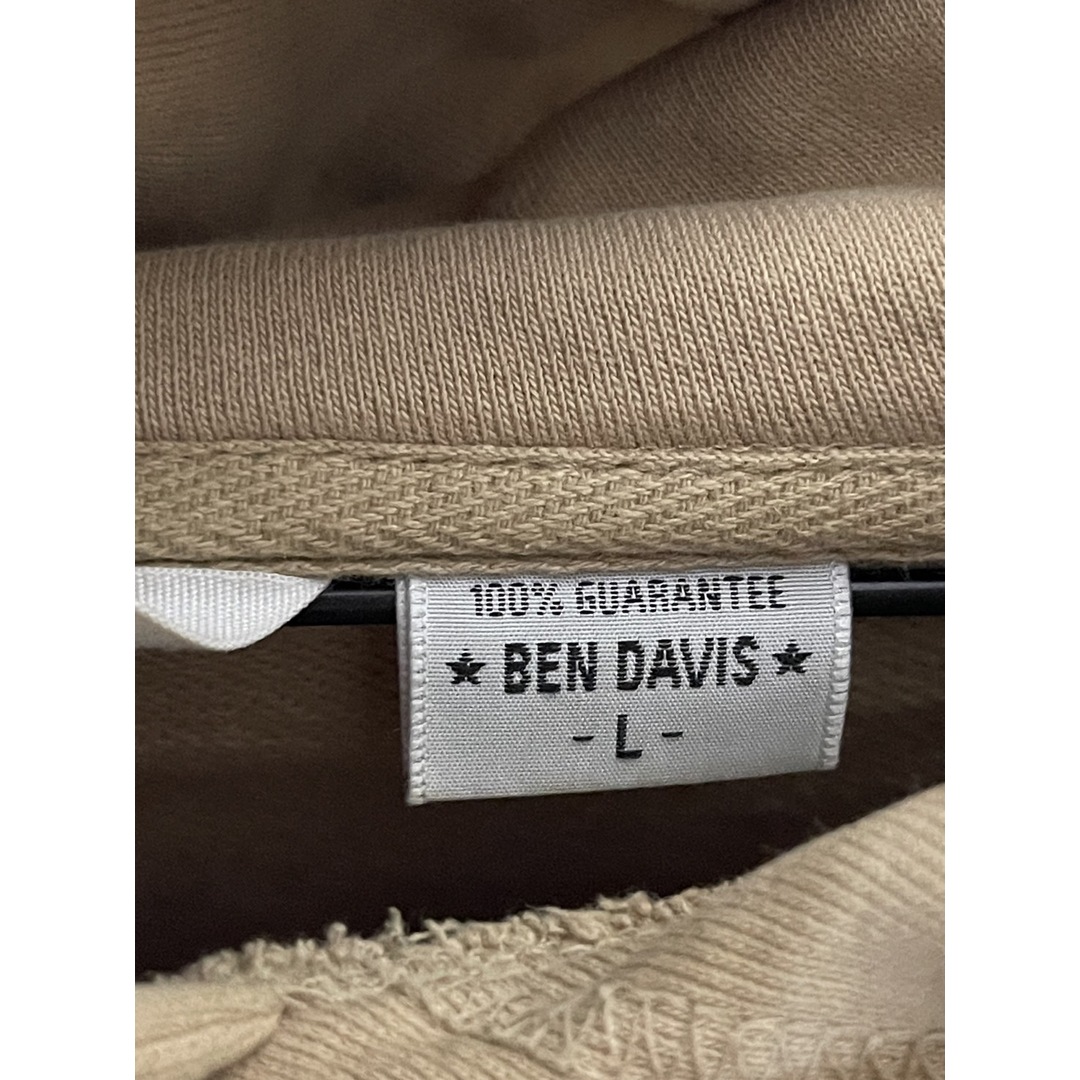 100% GUARANTEE
★ BEN DAVIS ★
- L -